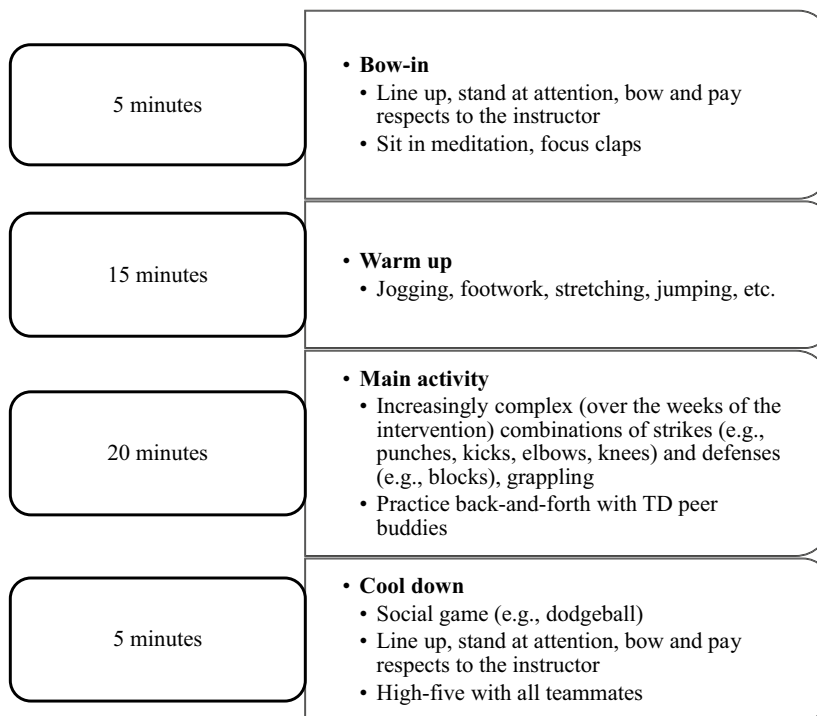 5 minutes
• Bow-in
• Line up, stand at attention, bow and pay
respects to the instructor
• Sit in meditation, focus claps
15 minutes
• Warm up
• Jogging, footwork, stretching, jumping, etc.
20 minutes
• Main activity
• Increasingly complex (over the weeks of the
intervention) combinations of strikes (e.g.,
punches, kicks, elbows, knees) and defenses
(e.g., blocks), grappling
• Practice back-and-forth with TD peer
buddies
5 minutes
• Cool down
• Social game (e.g., dodgeball)
• Line up, stand at attention, bow and pay
respects to the instructor
• High-five with all teammates